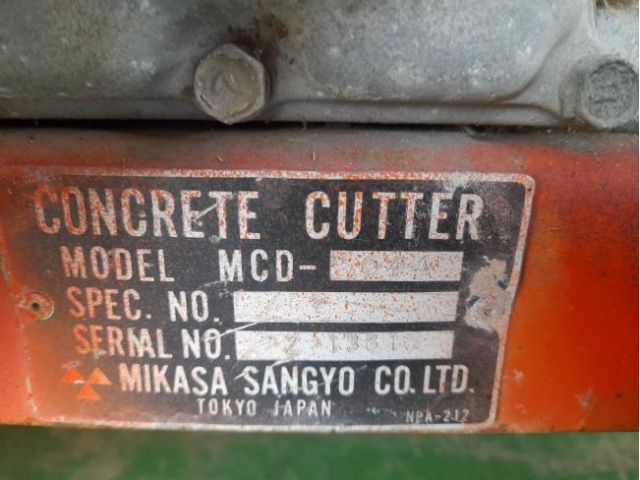 CONCRETE CUTTER
MODEL MCD-
SPEC. NO.
SERIAL NO.
MIKASA SANGYO CO. LTD.
TOKYO JAPAN
NPA-212